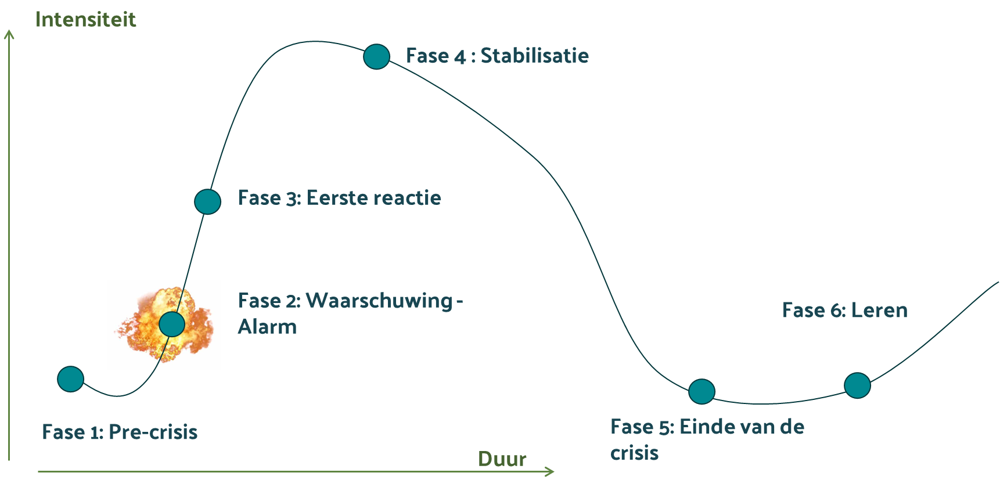 Intensiteit
Fase 4 : Stabilisatie
Fase 3: Eerste reactie
Fase 2: Waarschuwing -
Alarm
Fase 6: Leren
Fase 1: Pre-crisis
Fase 5: Einde van de
crisis
Duur